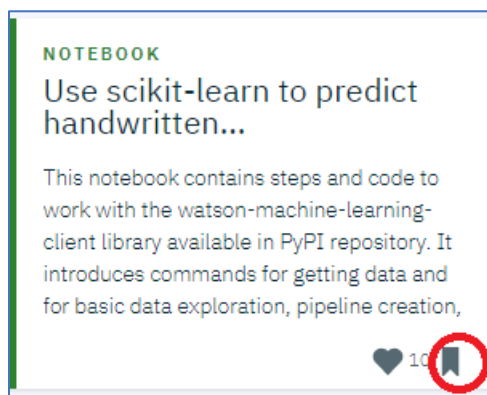 NOTEBOOK
Use scikit-learn to predict
handwritten...
This notebook contains steps and code to
work with the watson-machine-learning-
client library available in PyPI repository. It
introduces commands for getting data and
for basic data exploration, pipeline creation,
10